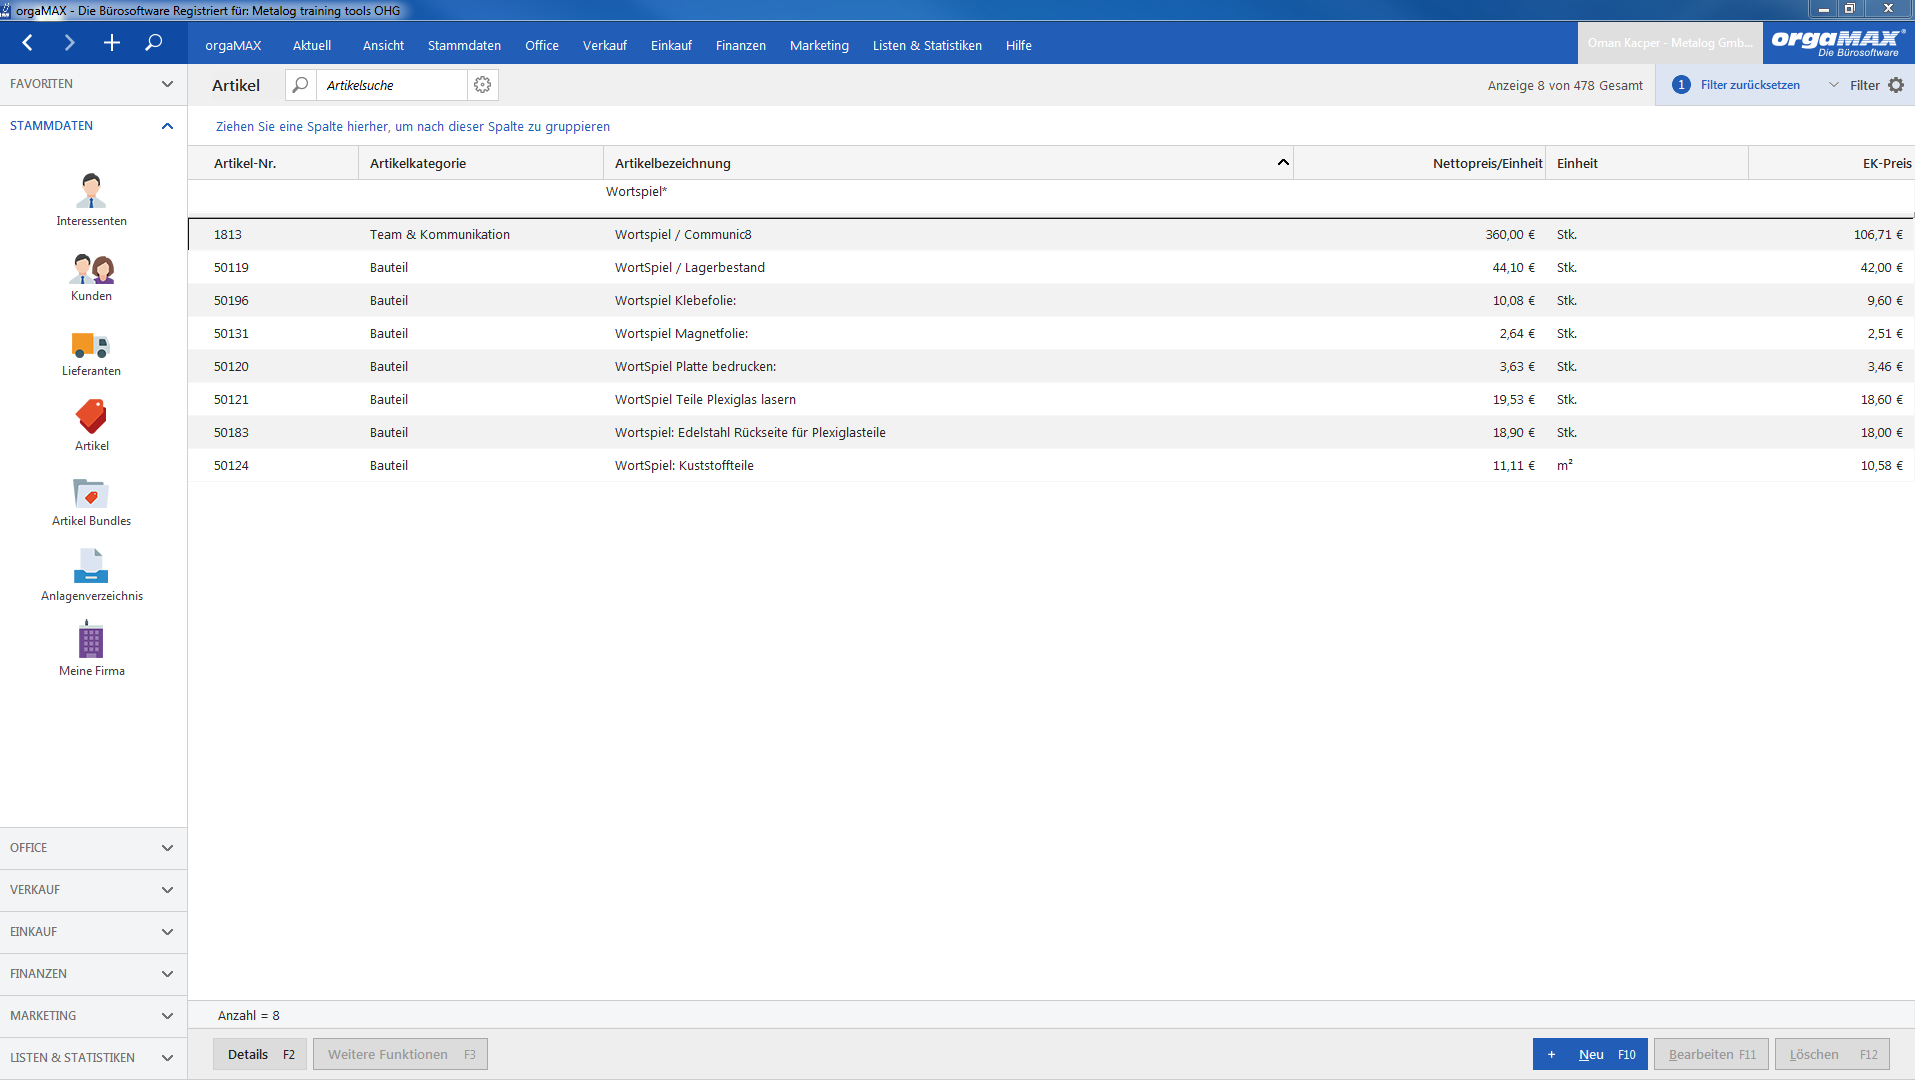 orgaMAX - Die Bürosoftware Registriert für: Metalog training tools OHG
orgaMAX Aktuell Ansicht Stammdaten Office Verkauf Einkauf Finanzen Marketing Listen & Statistiken Hilfe
Oman Kacper - Metalog Gmb...
orgaMAX
Die Bürosoftware
FAVORITEN
STAMMDATEN
Interessenten
Kunden
Lieferanten
Artikel
Artikel Bundles
Anlagenverzeichnis
Meine Firma
OFFICE
VERKAUF
EINKAUF
FINANZEN
MARKETING
LISTEN & STATISTIKEN
Artikel Artikelsuche Anzeige 8 von 478 Gesamt 1 Filter zurücksetzen Filter
Ziehen Sie eine Spalte hierher, um nach dieser Spalte zu gruppieren
Artikel-Nr. Artikelkategorie Artikelbezeichnung Nettopreis/Einheit Einheit EK-Preis
Wortspiel*
1813 Team & Kommunikation Wortspiel / Communic8 360,00 € Stk. 106,71 €
50119 Bauteil WortSpiel / Lagerbestand 44,10 € Stk. 42,00 €
50196 Bauteil Wortspiel Klebefolie: 10,08 € Stk. 9,60 €
50131 Bauteil Wortspiel Magnetfolie: 2,64 € Stk. 2,51 €
50120 Bauteil WortSpiel Platte bedrucken: 3,63 € Stk. 3,46 €
50121 Bauteil WortSpiel Teile Plexiglas lasern 19,53 € Stk. 18,60 €
50183 Bauteil Wortspiel: Edelstahl Rückseite für Plexiglasteile 18,90 € Stk. 18,00 €
50124 Bauteil WortSpiel: Kuststoffteile 11,11 € m² 10,58 €
Anzahl = 8
Details F2 Weitere Funktionen F3 + Neu F10 Bearbeiten F11 Löschen F12